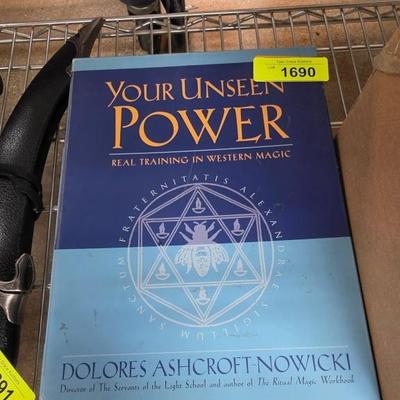 1690
YOUR UNSEEN
POWER
REAL TRAINING IN WESTERN MAGIC
SANCTUM FRATERNITATIS ALEXANDRAE SIGILLUM
DOLORES ASHCROFT-NOWICKI
Director of The Servants of the Light School and author of The Ritual Magic Workbook